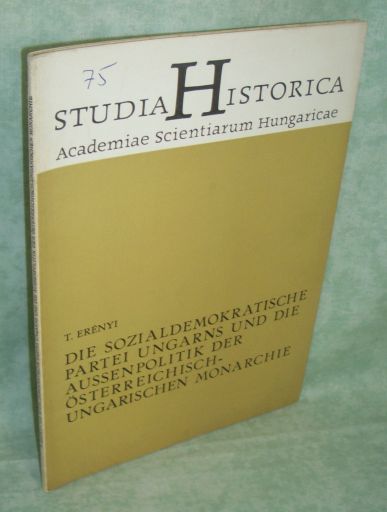 75
STUDIA HISTORICA
Academiae Scientiarum Hungaricae
T. ERÉNYI
DIE SOZIALDEMOKRATISCHE
PARTEI UNGARNS UND DIE
AUSSENPOLITIK DER
ÖSTERREICHISCH-
UNGARISCHEN MONARCHIE